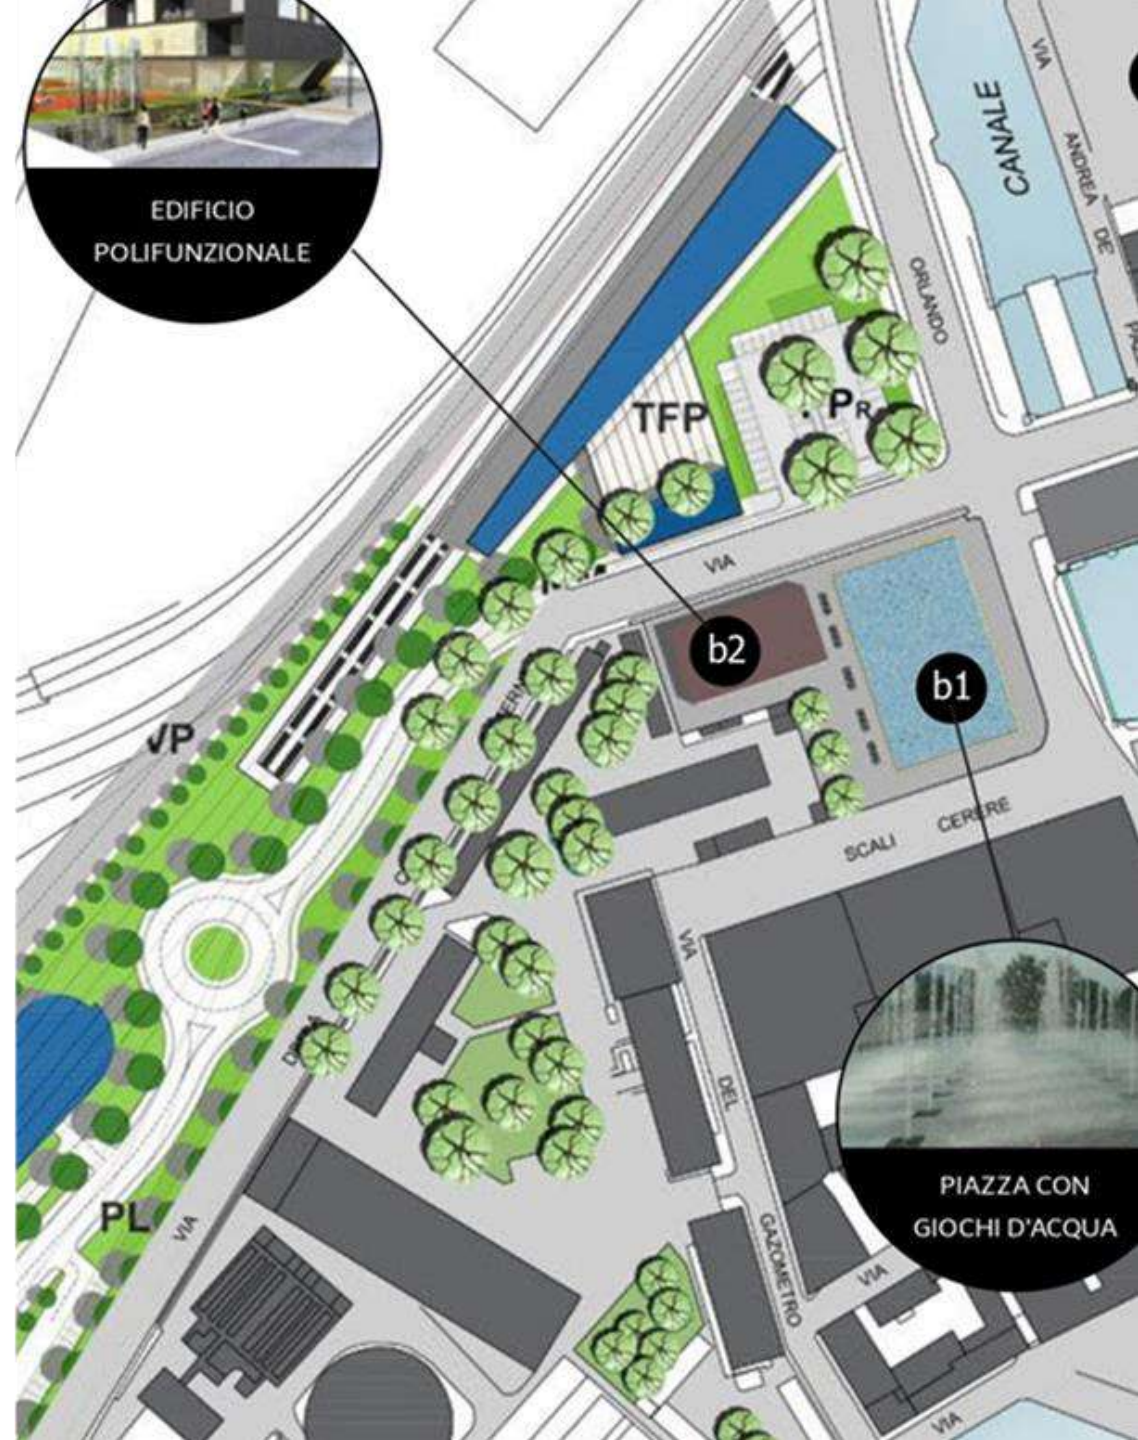 EDIFICIO
POLIFUNZIONALE
CANALE
VIA
ANDREA
DE'
ORLANDO
TFP
PR
VIA
b2
b1
VP
SCALI CERERE
VIA
DEL
GAZOMETRO
PL
VIA
VIA
VIA
PIAZZA CON
GIOCHI D'ACQUA